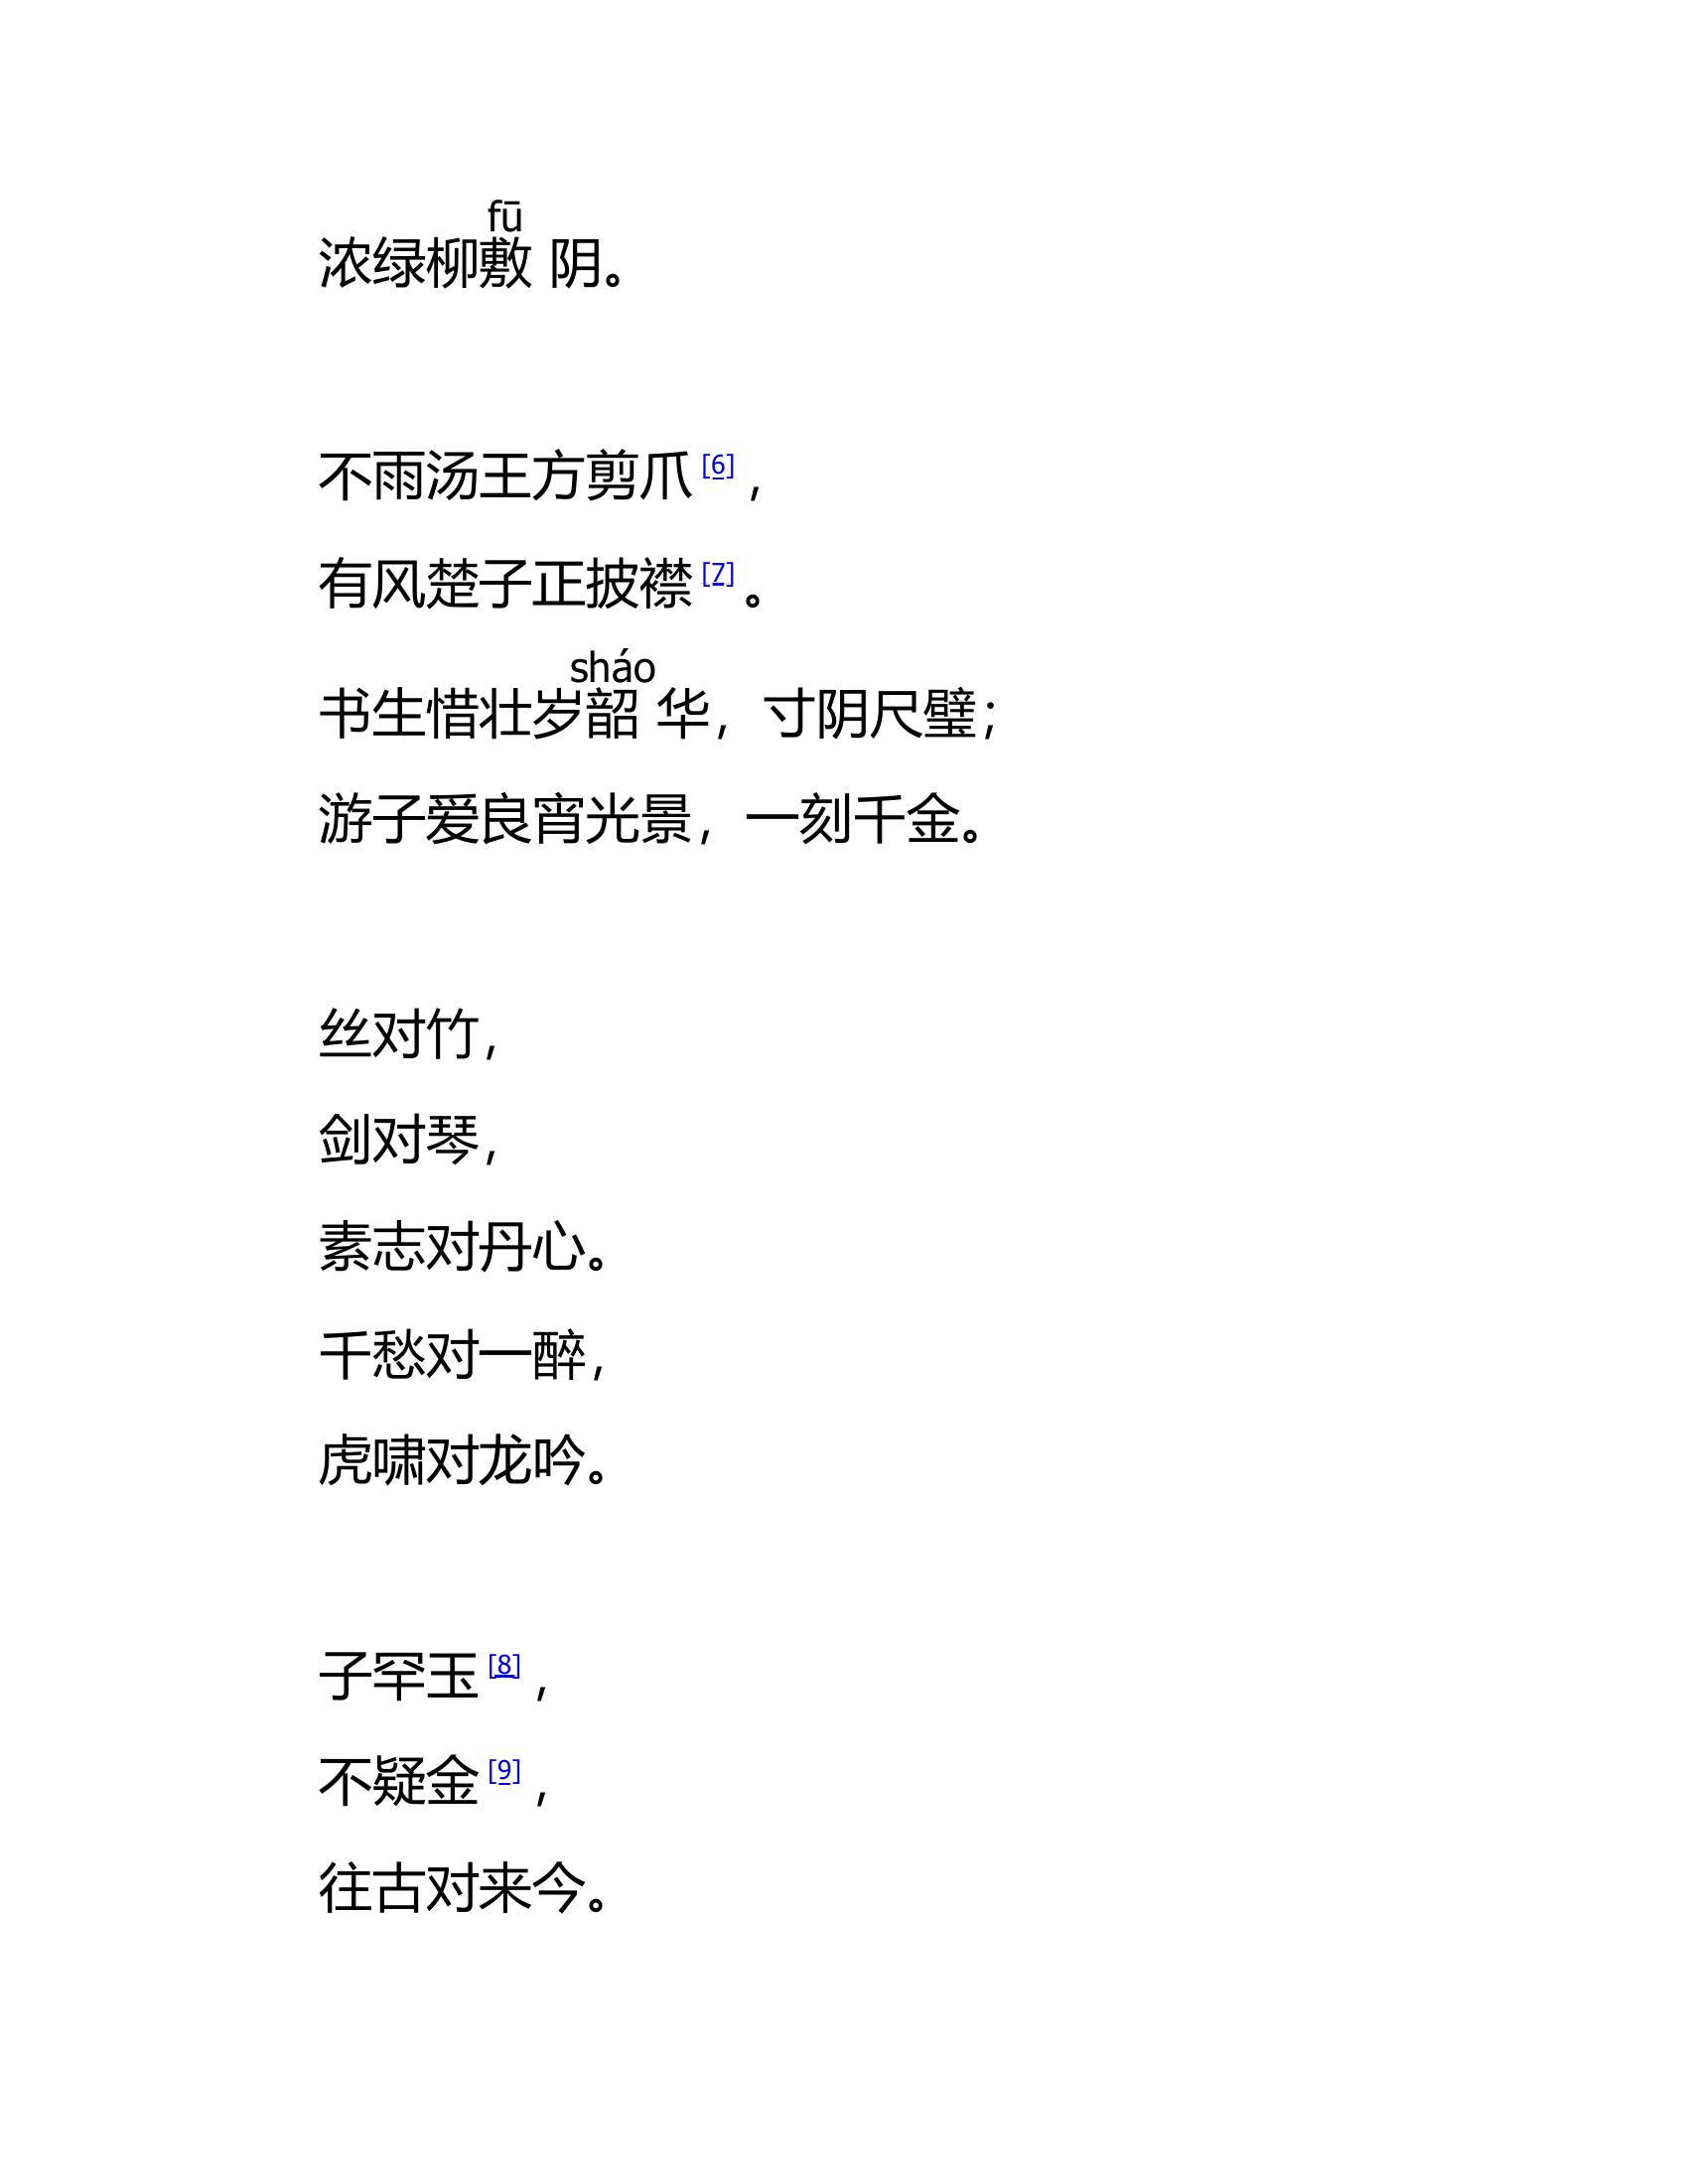 fū
浓绿柳敷 阴。
不雨汤王方剪爪[6]，
有风楚子正披襟[7]。
sháo
书生惜壮岁韶 华，寸阴尺璧；
游子爱良宵光景，一刻千金。
丝对竹，
剑对琴，
素志对丹心。
千愁对一醉，
虎啸对龙吟。
子罕玉[8]，
不疑金[9]，
往古对来今。